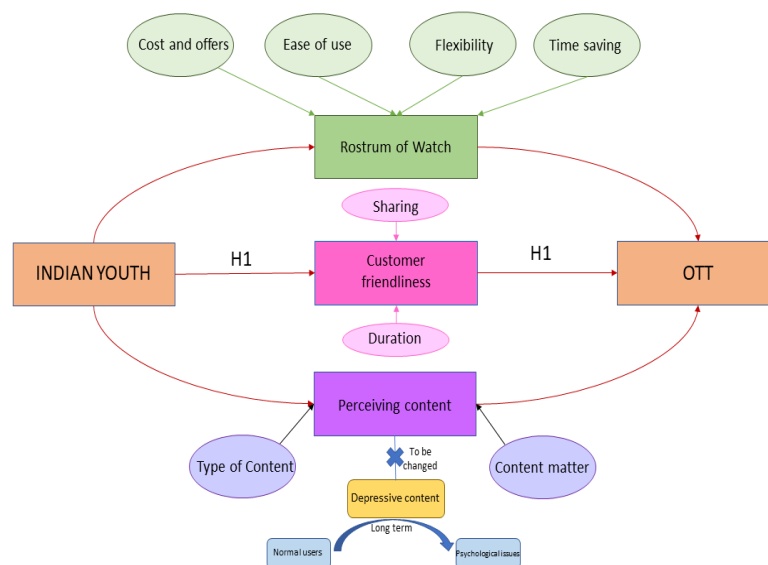 Cost and offers
Ease of use
Flexibility
Time saving
Rostrum of Watch
Sharing
INDIAN YOUTH
H1
Customer
friendliness
H1
OTT
Duration
Perceiving content
Type of Content
To be
changed
Content matter
Depressive content
Long term
Normal users
Psychological issues